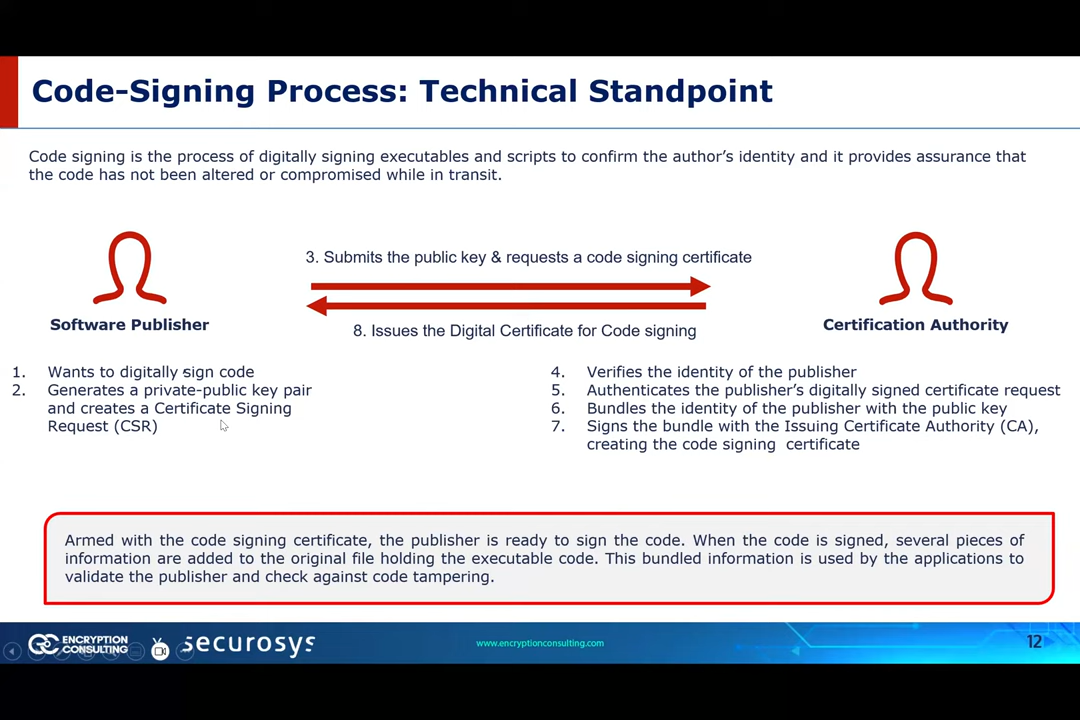 Code-Signing Process: Technical Standpoint
Code signing is the process of digitally signing executables and scripts to confirm the author’s identity and it provides assurance that
the code has not been altered or compromised while in transit.
3. Submits the public key & requests a code signing certificate
8. Issues the Digital Certificate for Code signing
Software Publisher
Certification Authority
1. Wants to digitally sign code
2. Generates a private-public key pair
and creates a Certificate Signing
Request (CSR)
4. Verifies the identity of the publisher
5. Authenticates the publisher’s digitally signed certificate request
6. Bundles the identity of the publisher with the public key
7. Signs the bundle with the Issuing Certificate Authority (CA),
creating the code signing certificate
Armed with the code signing certificate, the publisher is ready to sign the code. When the code is signed, several pieces of
information are added to the original file holding the executable code. This bundled information is used by the applications to
validate the publisher and check against code tampering.
ENCRYPTION
CONSULTING
securosys
www.encryptionconsulting.com
12